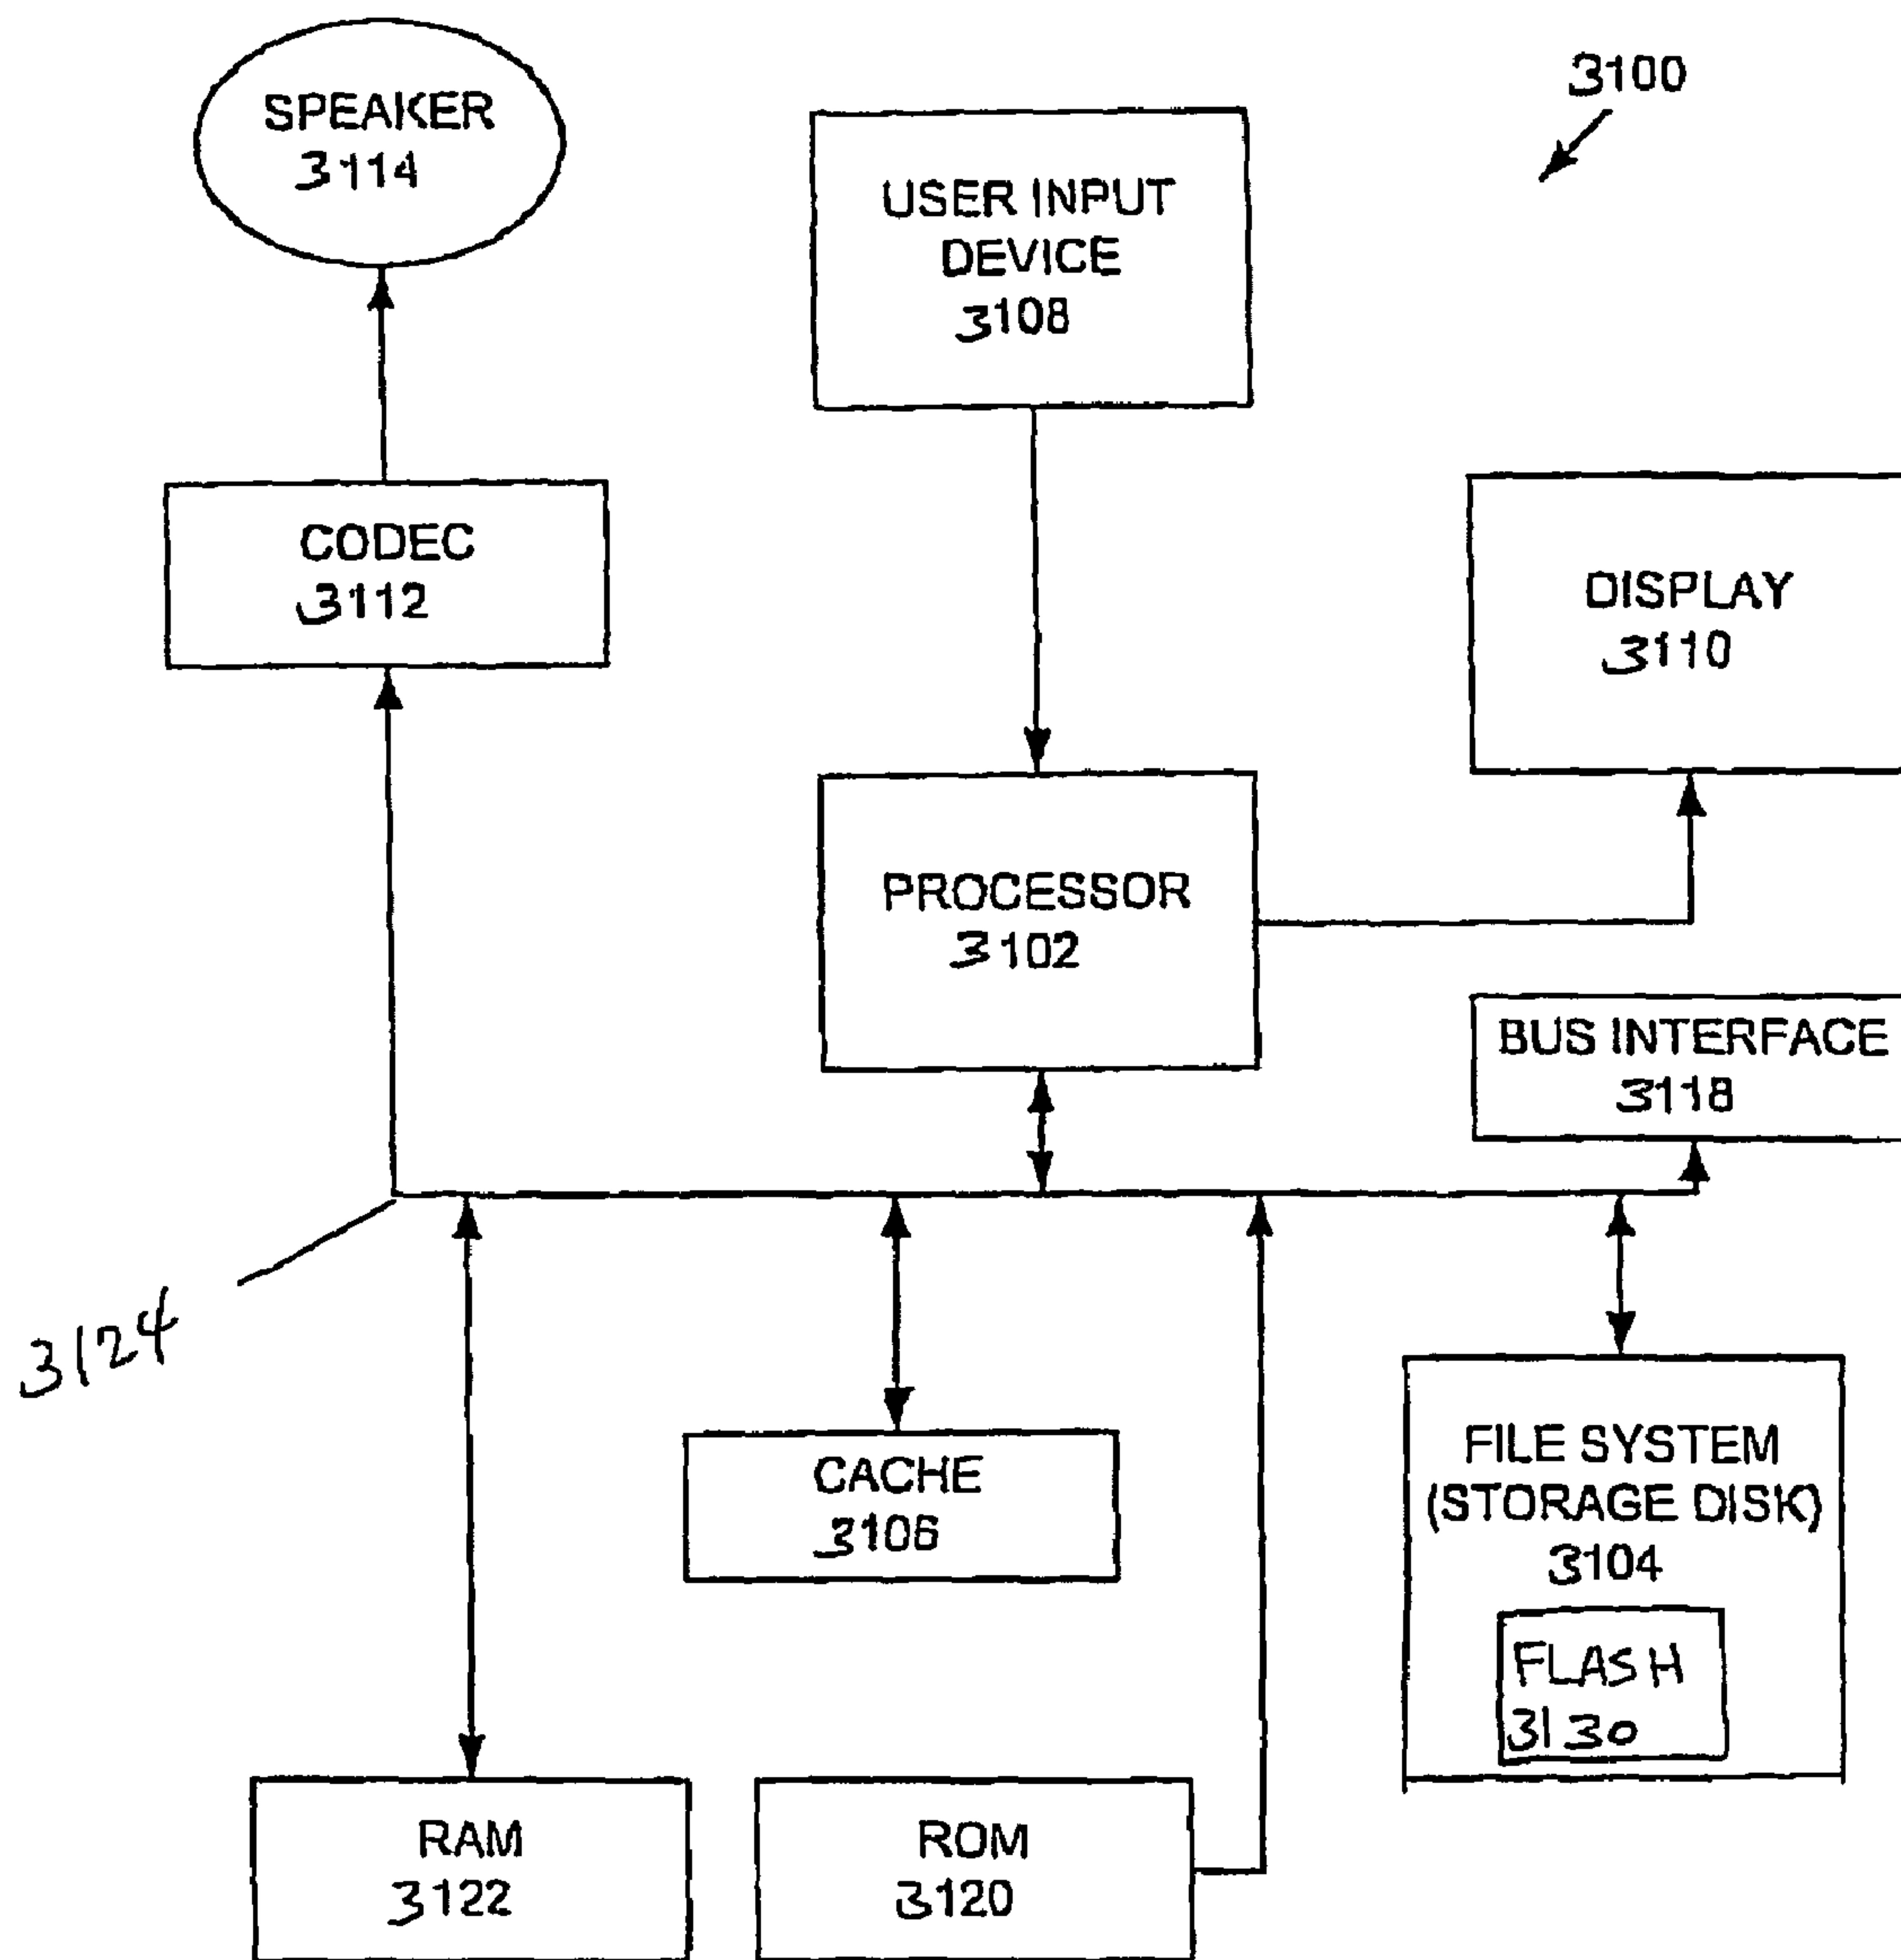 SPEAKER
3114
3100
USER INPUT
DEVICE
3108
CODEC
3112
DISPLAY
3110
PROCESSOR
3102
BUS INTERFACE
3118
3124
CACHE
3106
FILE SYSTEM
(STORAGE DISK)
3104
FLASH
3130
RAM
3122
ROM
3120